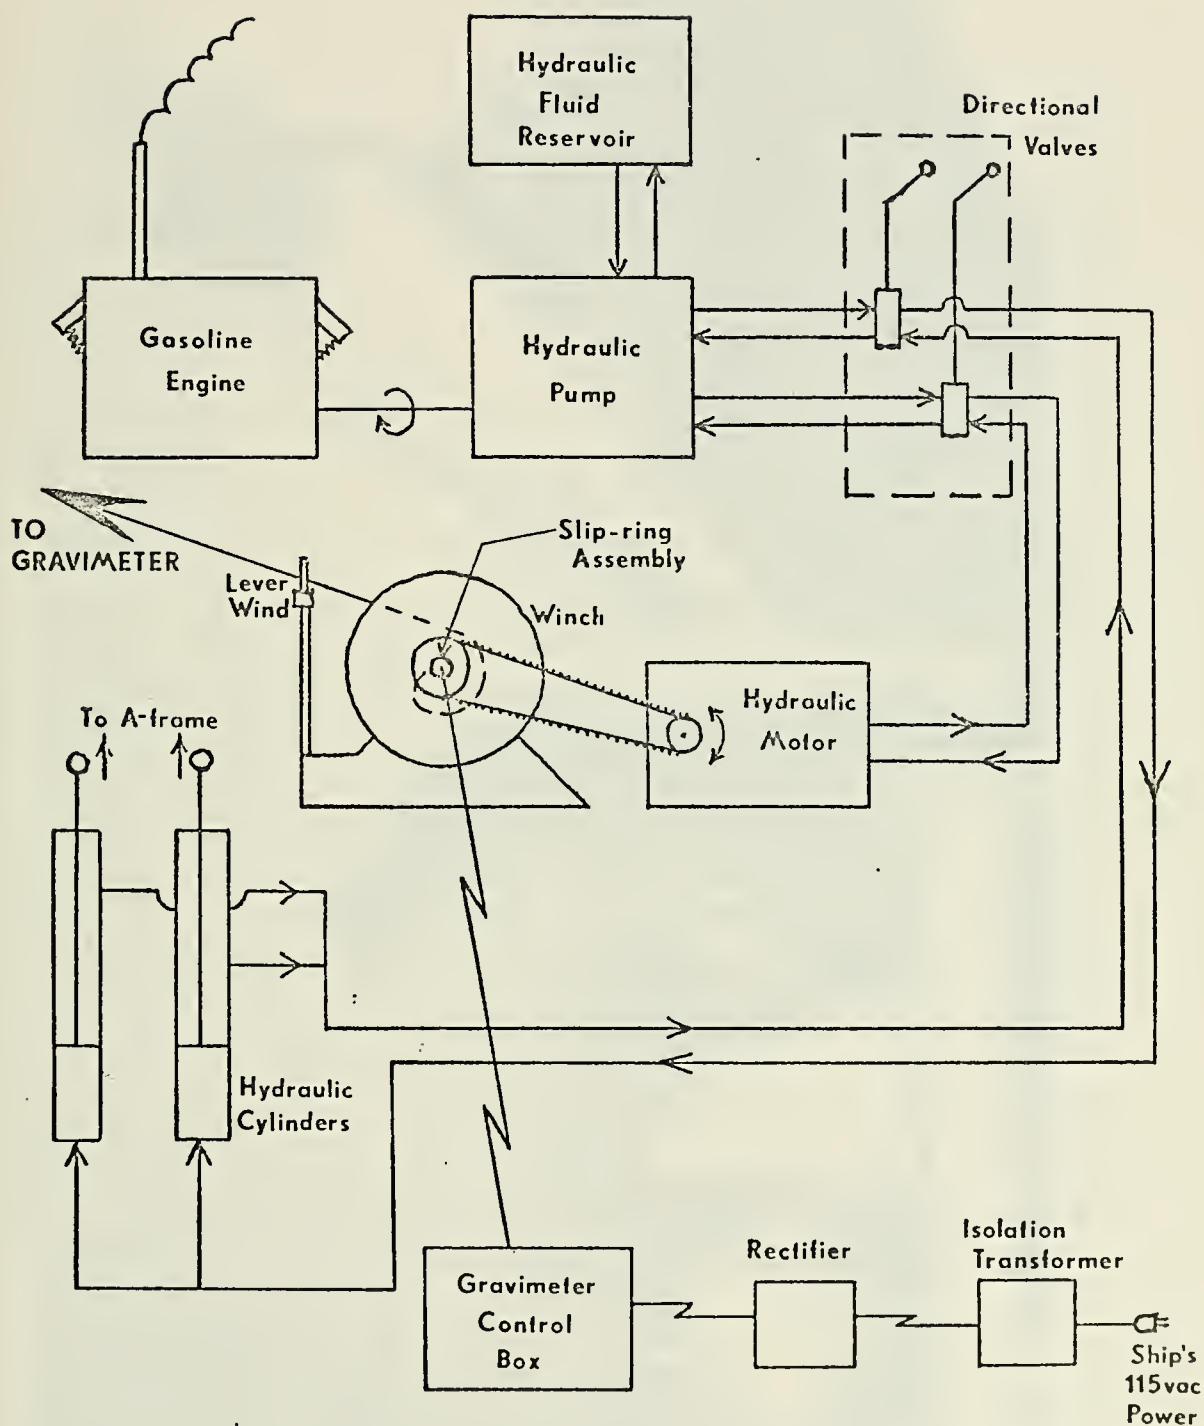 Hydraulic
Fluid
Reservoir
Directional
Valves
Gasoline
Engine
Hydraulic
Pump
TO
GRAVIMETER
Slip-ring
Assembly
Lever
Wind
Winch
To A-frame
Hydraulic
Motor
Hydraulic
Cylinders
Gravimeter
Control
Box
Rectifier
Isolation
Transformer
Ship's
115vac
Power